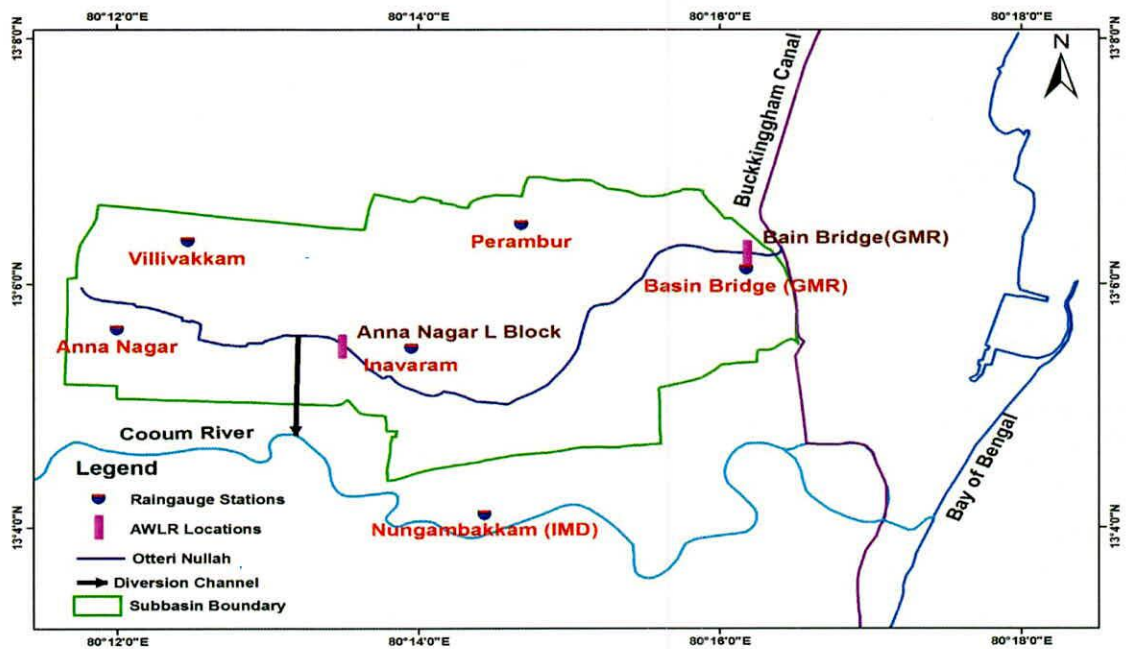 80°12'0"E 80°14'0"E 80°16'0"E 80°18'0"E
13°8'0"N
13°8'0"N
N
Buckkinggham Canal
Bain Bridge(GMR)
Perambur
Villivakkam
Basin Bridge (GMR)
13°6'0"N
13°6'0"N
Anna Nagar L Block
Anna Nagar
Inavaram
Cooum River
Bay of Bengal
Legend
Raingauge Stations
AWLR Locations
Otteri Nullah
Diversion Channel
Subbasin Boundary
Nungambakkam (IMD)
13°4'0"N
13°4'0"N
80°12'0"E 80°14'0"E 80°16'0"E 80°18'0"E